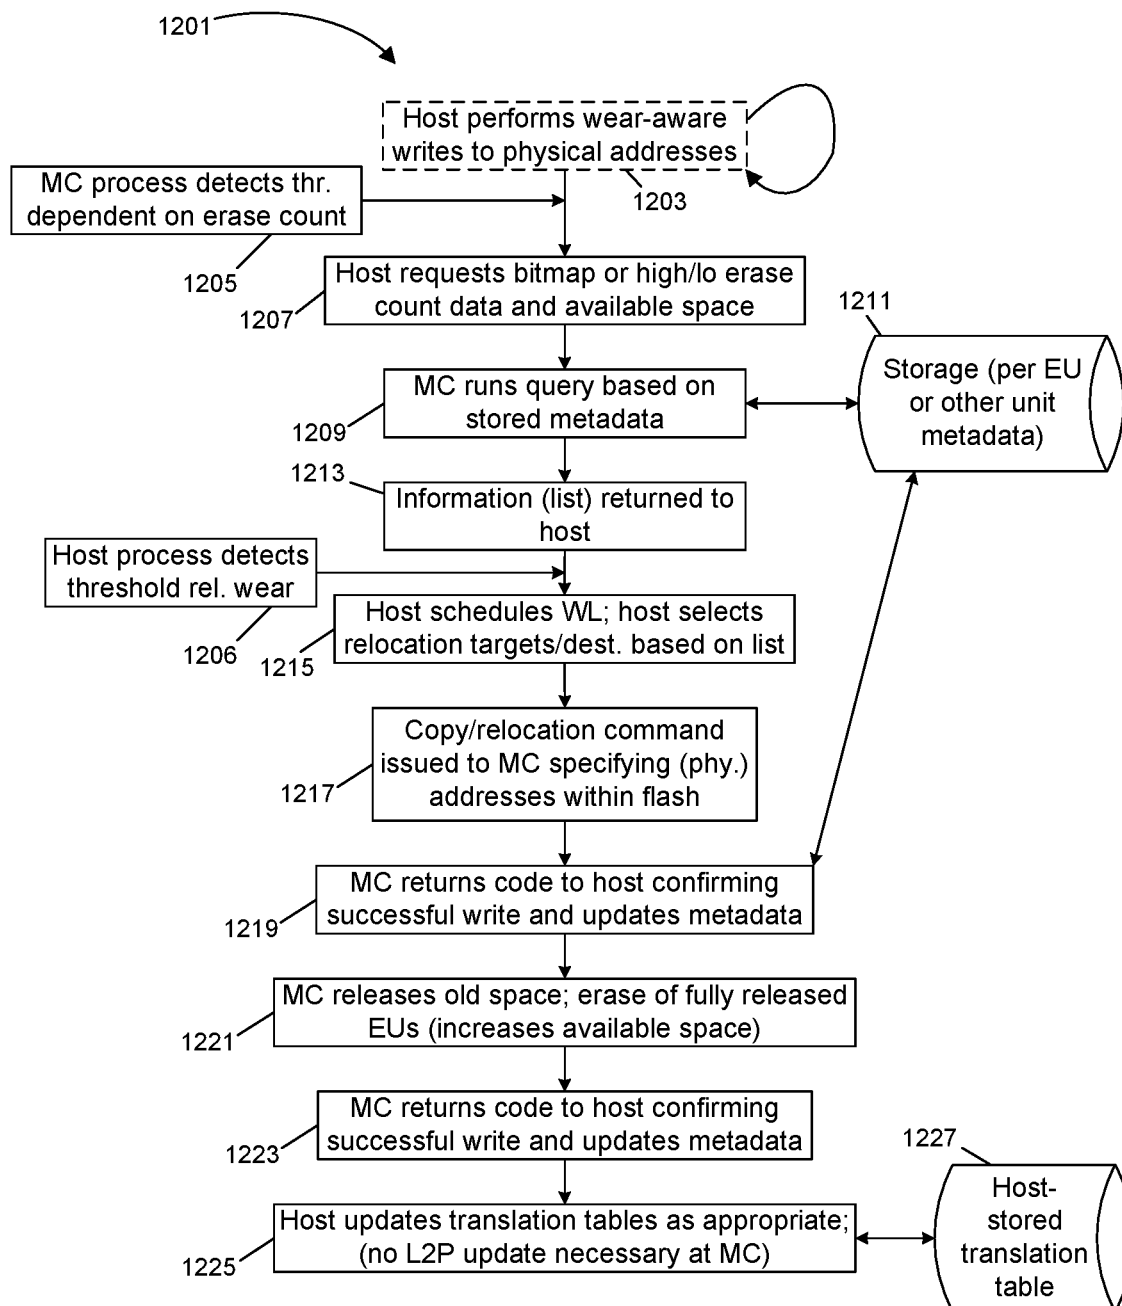 1201
Host performs wear-aware
writes to physical addresses
1203
MC process detects thr.
dependent on erase count
1205
Host requests bitmap or high/lo erase
count data and available space
1207
1211
Storage (per EU
or other unit
metadata)
MC runs query based on
stored metadata
1209
1213
Information (list) returned to
host
Host process detects
threshold rel. wear
1206
Host schedules WL; host selects
relocation targets/dest. based on list
1215
Copy/relocation command
issued to MC specifying (phy.)
addresses within flash
1217
MC returns code to host confirming
successful write and updates metadata
1219
MC releases old space; erase of fully released
EUs (increases available space)
1221
MC returns code to host confirming
successful write and updates metadata
1223
1227
Host-
stored
translation
table
Host updates translation tables as appropriate;
(no L2P update necessary at MC)
1225